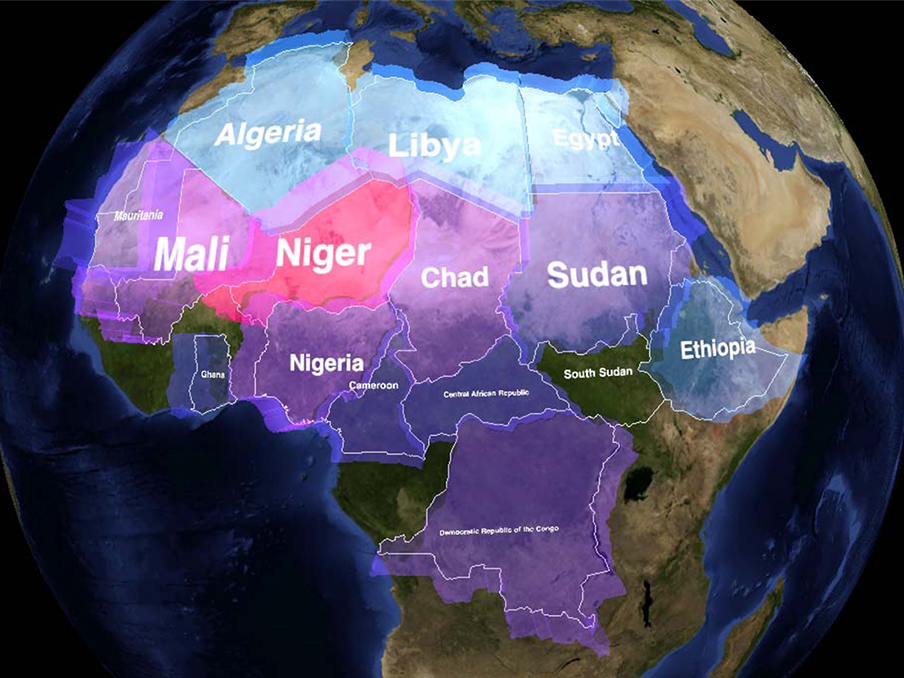 Algeria
Libya
Egypt
Mauritania
Mali
Niger
Chad
Sudan
Nigeria
Ghana
Cameroon
Central African Republic
South Sudan
Ethiopia
Democratic Republic of the Congo